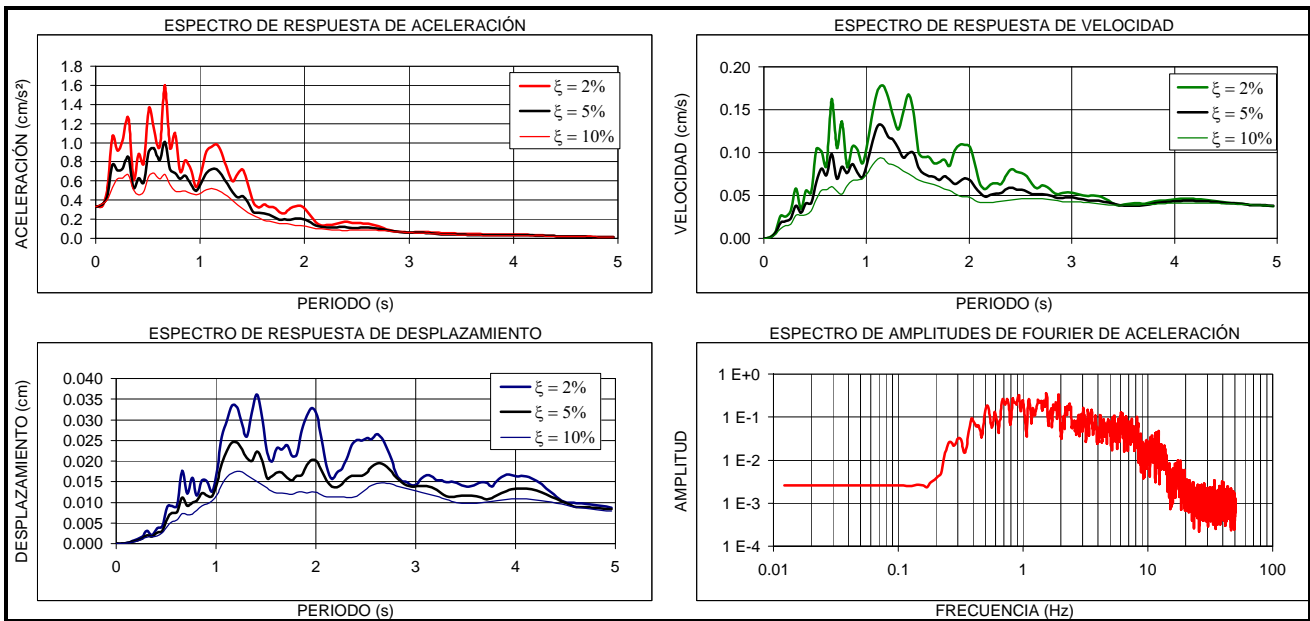 ESPECTRO DE RESPUESTA DE ACELERACIÓN
ACELERACIÓN (cm/s²)
1.8
1.6
1.4
1.2
1.0
0.8
0.6
0.4
0.2
0.0
0 1 2 3 4 5
PERIODO (s)
ξ = 2%
ξ = 5%
ξ = 10%
ESPECTRO DE RESPUESTA DE VELOCIDAD
VELOCIDAD (cm/s)
0.20
0.15
0.10
0.05
0.00
0 1 2 3 4 5
PERIODO (s)
ξ = 2%
ξ = 5%
ξ = 10%
ESPECTRO DE RESPUESTA DE DESPLAZAMIENTO
DESPLAZAMIENTO (cm)
0.040
0.035
0.030
0.025
0.020
0.015
0.010
0.005
0.000
0 1 2 3 4 5
PERIODO (s)
ξ = 2%
ξ = 5%
ξ = 10%
ESPECTRO DE AMPLITUDES DE FOURIER DE ACELERACIÓN
AMPLITUD
1 E+0
1 E-1
1 E-2
1 E-3
1 E-4
0.01 0.1 1 10 100
FRECUENCIA (Hz)